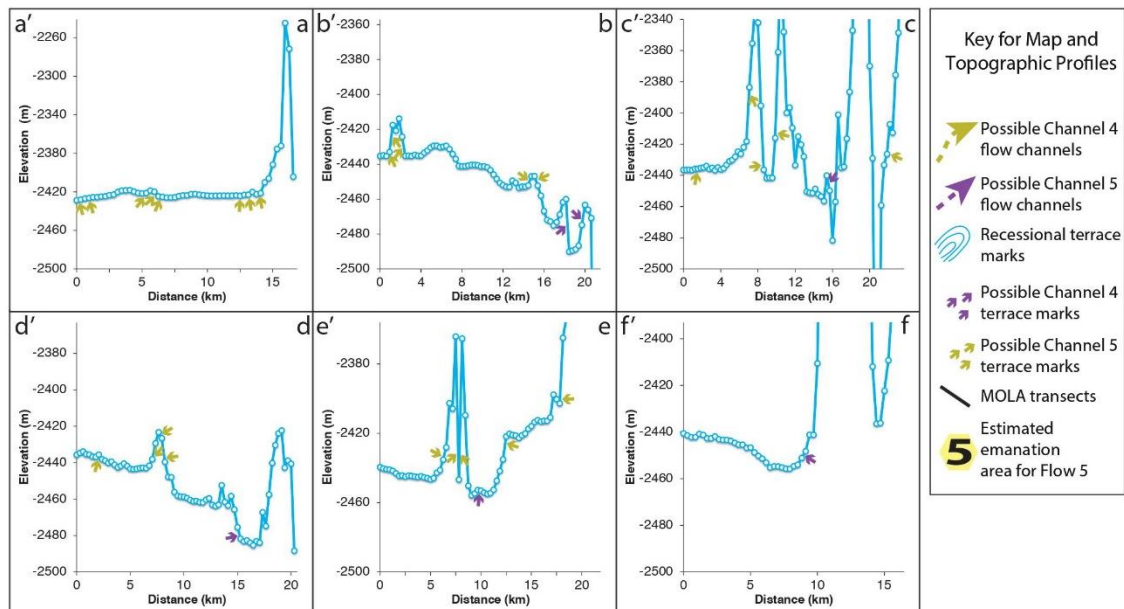 a’
a
-2260
-2300
-2340
-2380
-2420
-2460
-2500
Elevation (m)
0
5
10
15
Distance (km)
b’
b
-2360
-2380
-2420
-2440
-2460
-2480
-2500
Elevation (m)
0
4
8
12
16
20
Distance (km)
c’
c
-2340
-2360
-2380
-2400
-2420
-2440
-2460
-2480
-2500
Elevation (m)
0
4
8
12
16
20
Distance (km)
d’
d
-2380
-2400
-2420
-2440
-2460
-2480
-2500
Elevation (m)
0
5
10
15
20
Distance (km)
e’
e
-2380
-2420
-2460
-2500
Elevation (m)
0
5
10
15
20
Distance (km)
f’
f
-2400
-2420
-2440
-2460
-2480
-2500
Elevation (m)
0
5
10
15
Distance (km)
Key for Map and
Topographic Profiles
Possible Channel 4
flow channels
Possible Channel 5
flow channels
Recessional terrace
marks
Possible Channel 4
terrace marks
Possible Channel 5
terrace marks
MOLA transects
5
Estimated
emanation
area for Flow 5